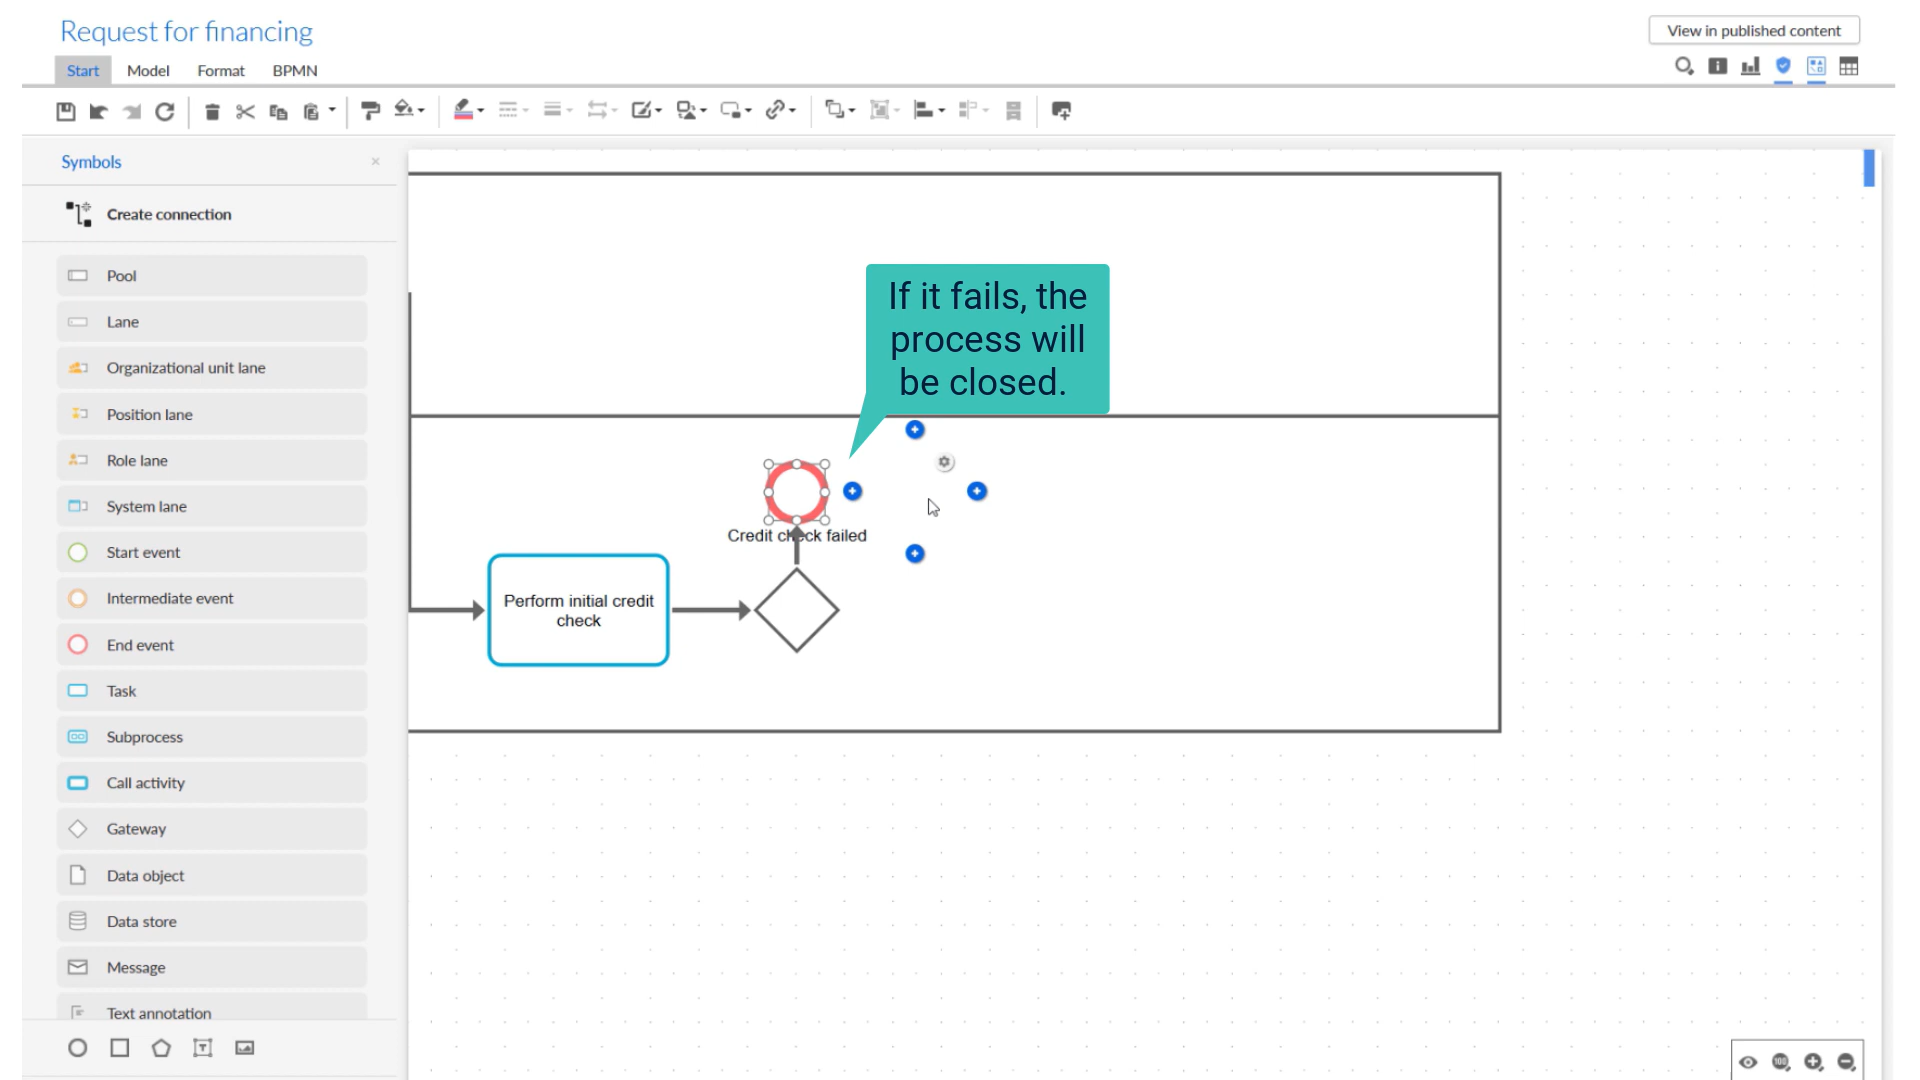 Request for financing
View in published content
Start
Model
Format
BPMN
Symbols
Create connection
Pool
Lane
Organizational unit lane
Position lane
Role lane
System lane
Start event
Intermediate event
End event
Task
Subprocess
Call activity
Gateway
Data object
Data store
Message
Text annotation
If it fails, the
process will
be closed.
Credit check failed
Perform initial credit
check
100